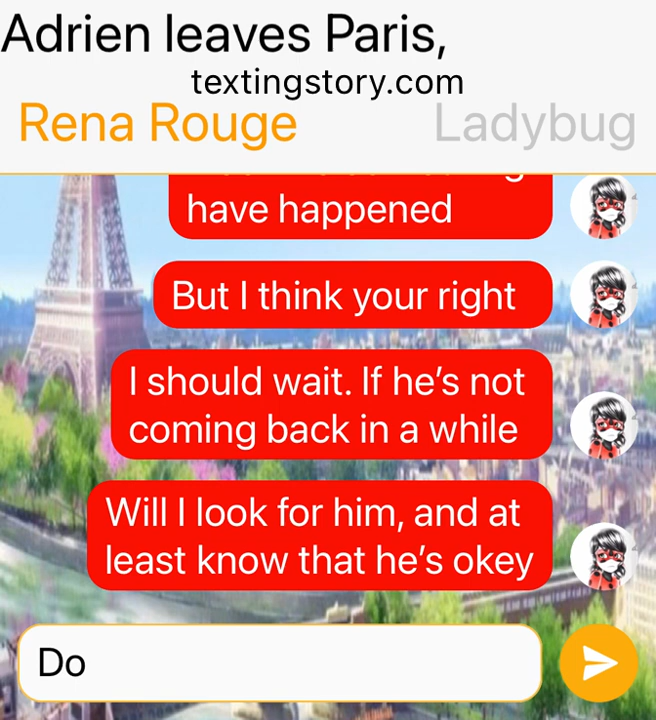 Adrien leaves Paris,
textingstory.com
Rena Rouge
Ladybug
have happened
But I think your right
I should wait. If he's not
coming back in a while
Will I look for him, and at
least know that he's okey
Do